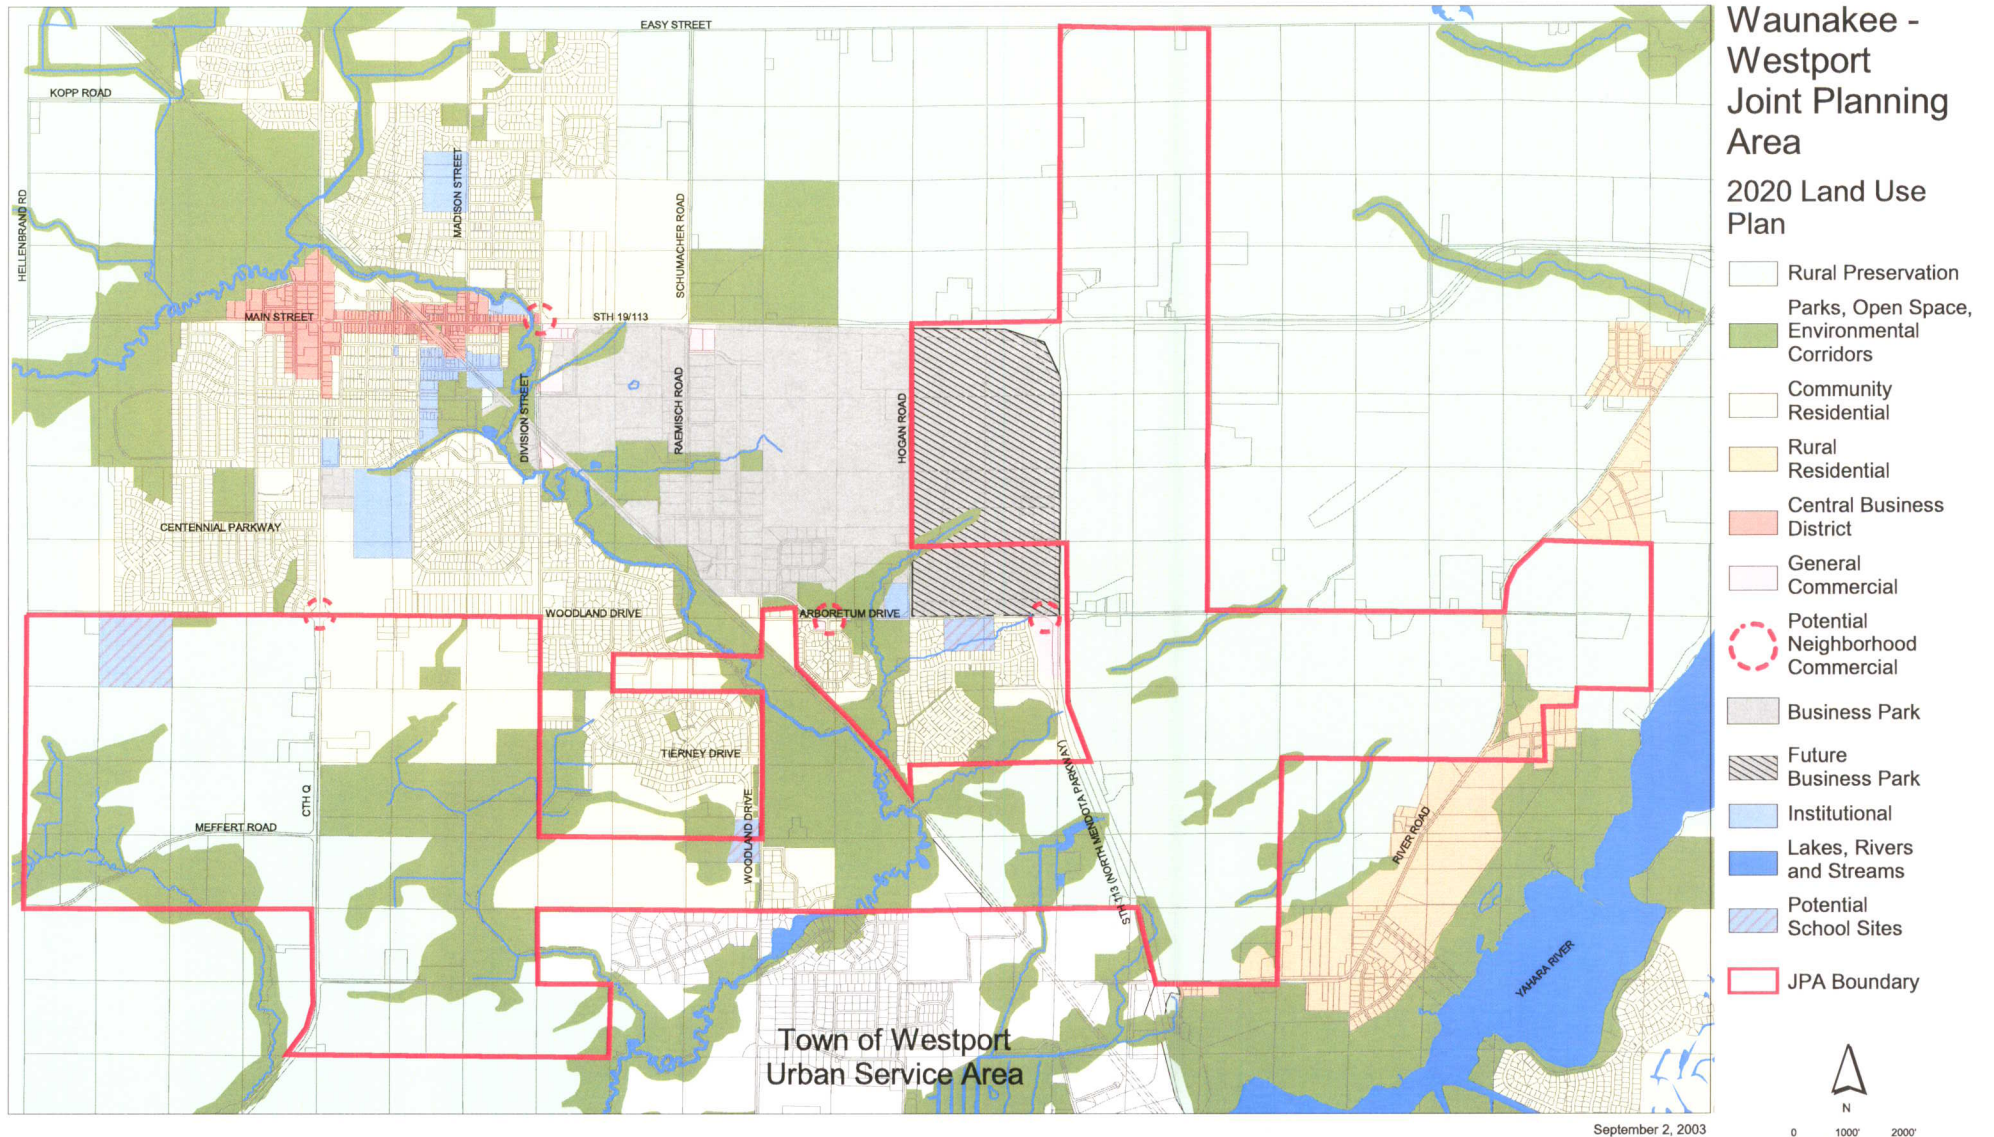 Waunakee -
Westport
Joint Planning
Area
2020 Land Use
Plan
Rural Preservation
Parks, Open Space,
Environmental
Corridors
Community
Residential
Rural
Residential
Central Business
District
General
Commercial
Potential
Neighborhood
Commercial
Business Park
Future
Business Park
Institutional
Lakes, Rivers
and Streams
Potential
School Sites
JPA Boundary
N
0 1000' 2000'
September 2, 2003
EASY STREET
KOPP ROAD
HELLENBRAND RD
MADISON STREET
SCHUMACHER ROAD
MAIN STREET
STH 19/113
DIVISION STREET
RAEMISCH ROAD
HOGAN ROAD
CENTENNIAL PARKWAY
WOODLAND DRIVE
ARBORETUM DRIVE
TIERNEY DRIVE
CTH Q
MEFFERT ROAD
WOODLAND DRIVE
STH 113 (NORTH MENDOTA PARKWAY)
RIVER ROAD
YAHARA RIVER
Town of Westport
Urban Service Area